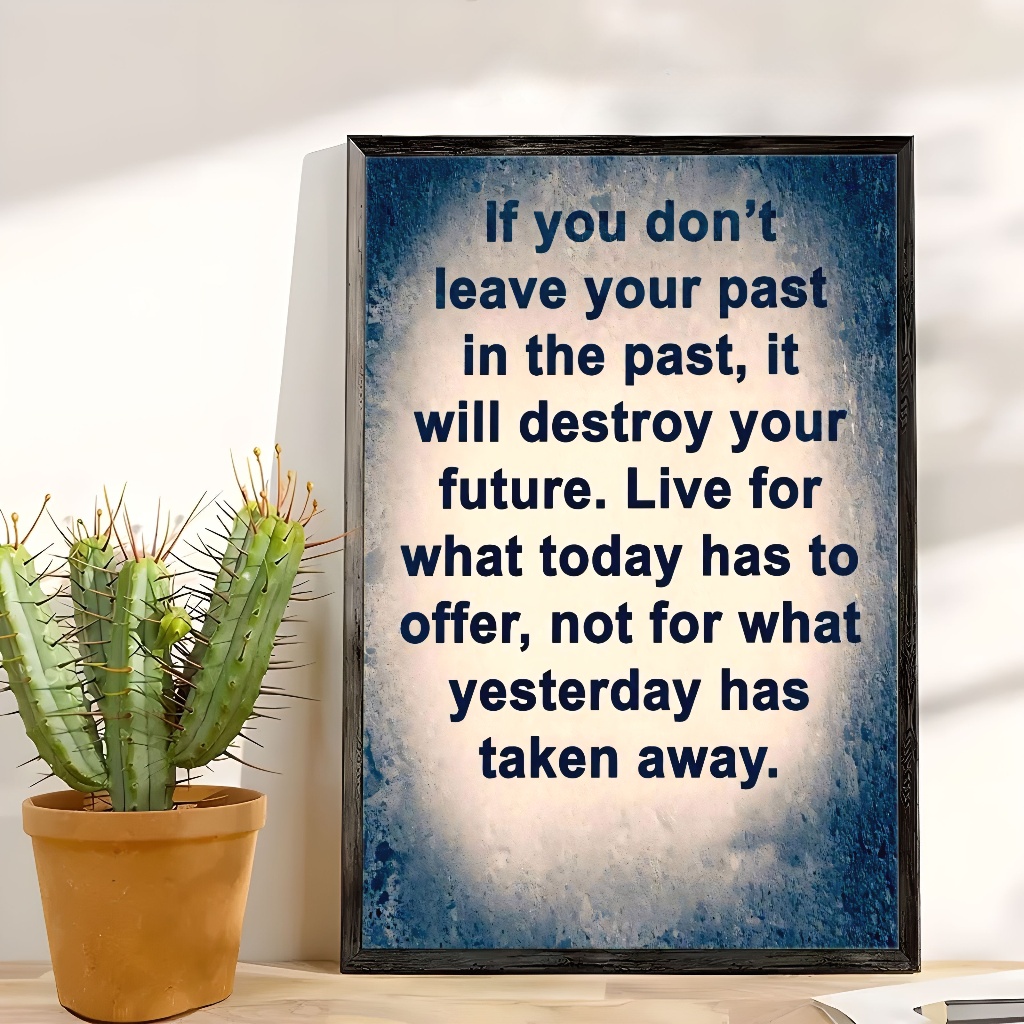 If you don’t
leave your past
in the past, it
will destroy your
future. Live for
what today has to
offer, not for what
yesterday has
taken away.